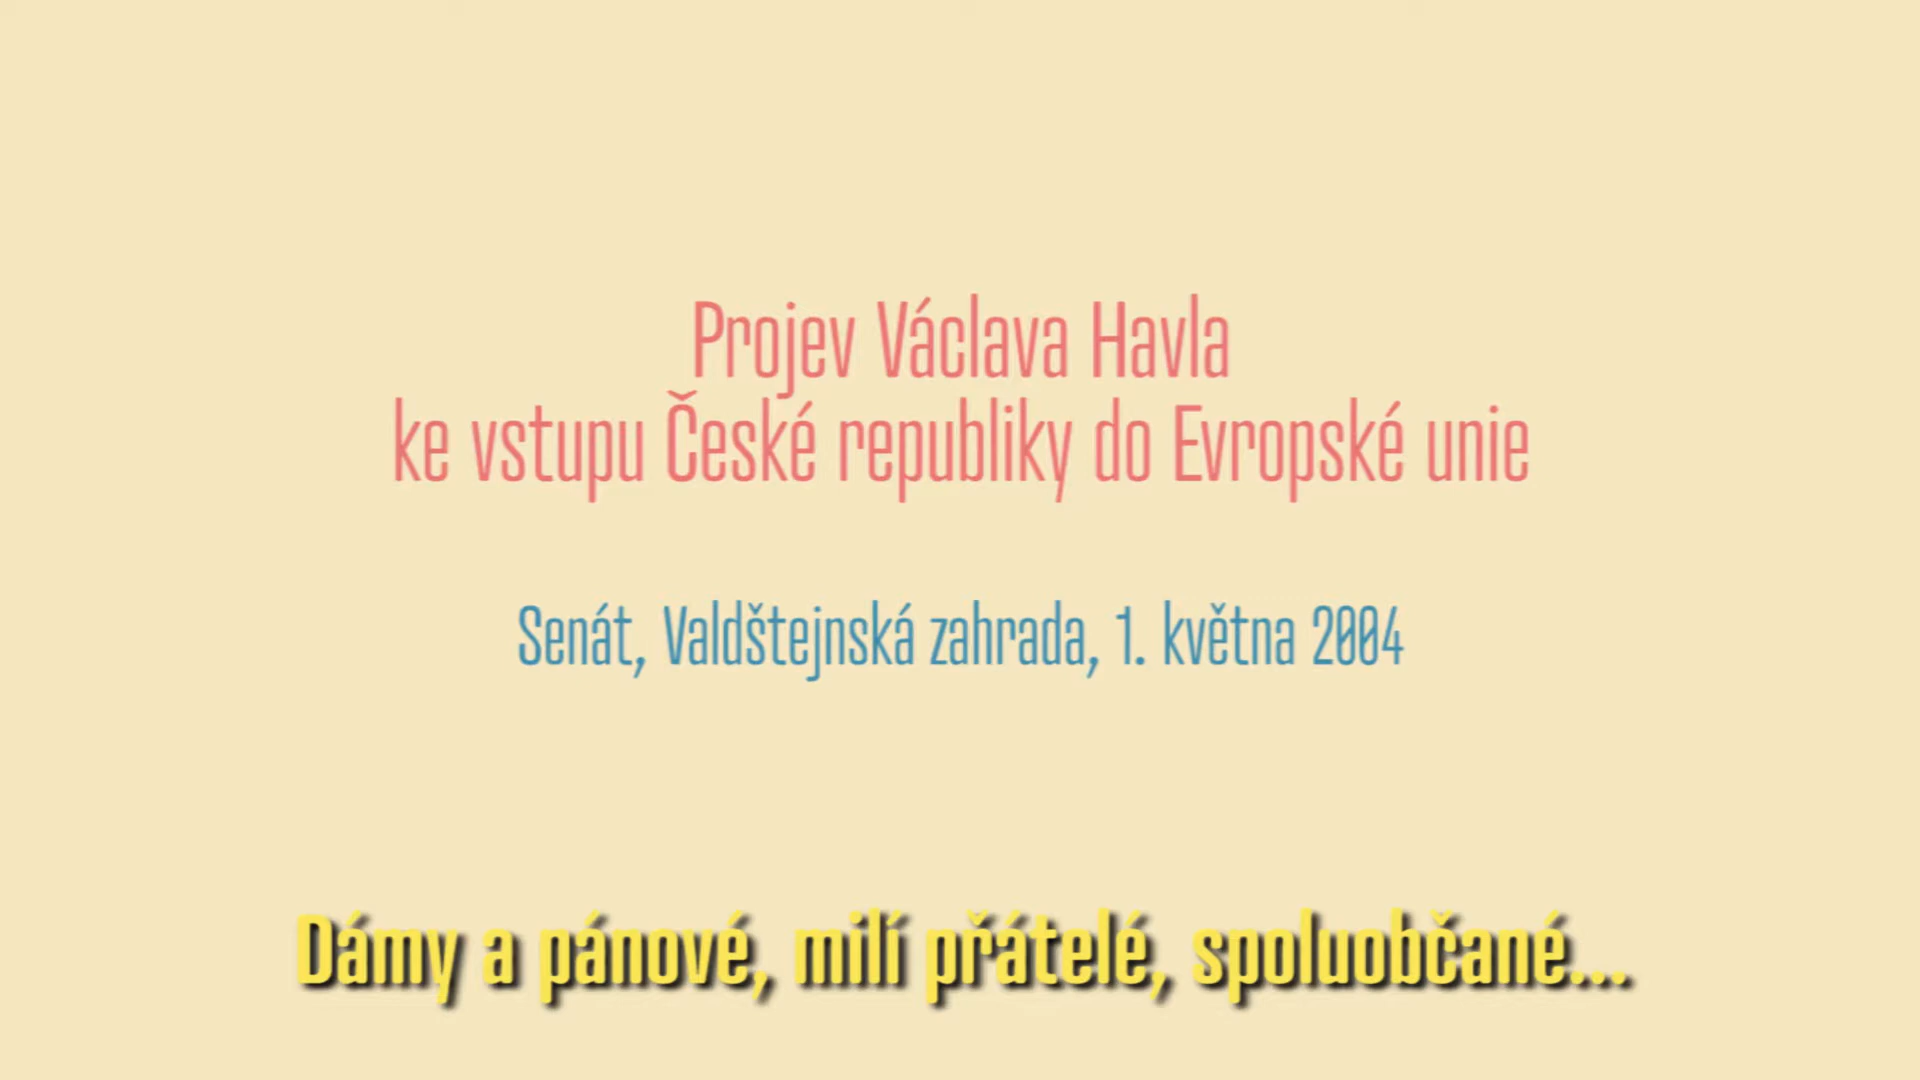 Projev Václava Havla
ke vstupu České republiky do Evropské unie
Senát, Valdštejnská zahrada, 1. května 2004
Dámy a pánové, milí přátelé, spoluobčané...